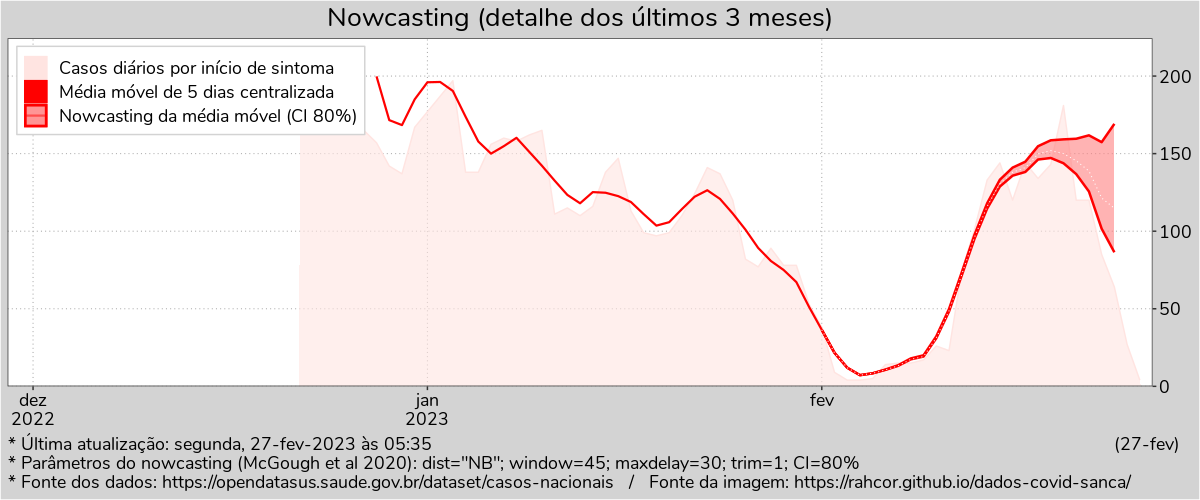 Nowcasting (detalhe dos últimos 3 meses)
Casos diários por início de sintoma
Média móvel de 5 dias centralizada
Nowcasting da média móvel (CI 80%)
200
150
100
50
0
dez jan fev
2022 2023
* Última atualização: segunda, 27-fev-2023 às 05:35 (27-fev)
* Parâmetros do nowcasting (McGough et al 2020): dist="NB"; window=45; maxdelay=30; trim=1; CI=80%
* Fonte dos dados: https://opendatasus.saude.gov.br/dataset/casos-nacionais / Fonte da imagem: https://rahcor.github.io/dados-covid-sanca/